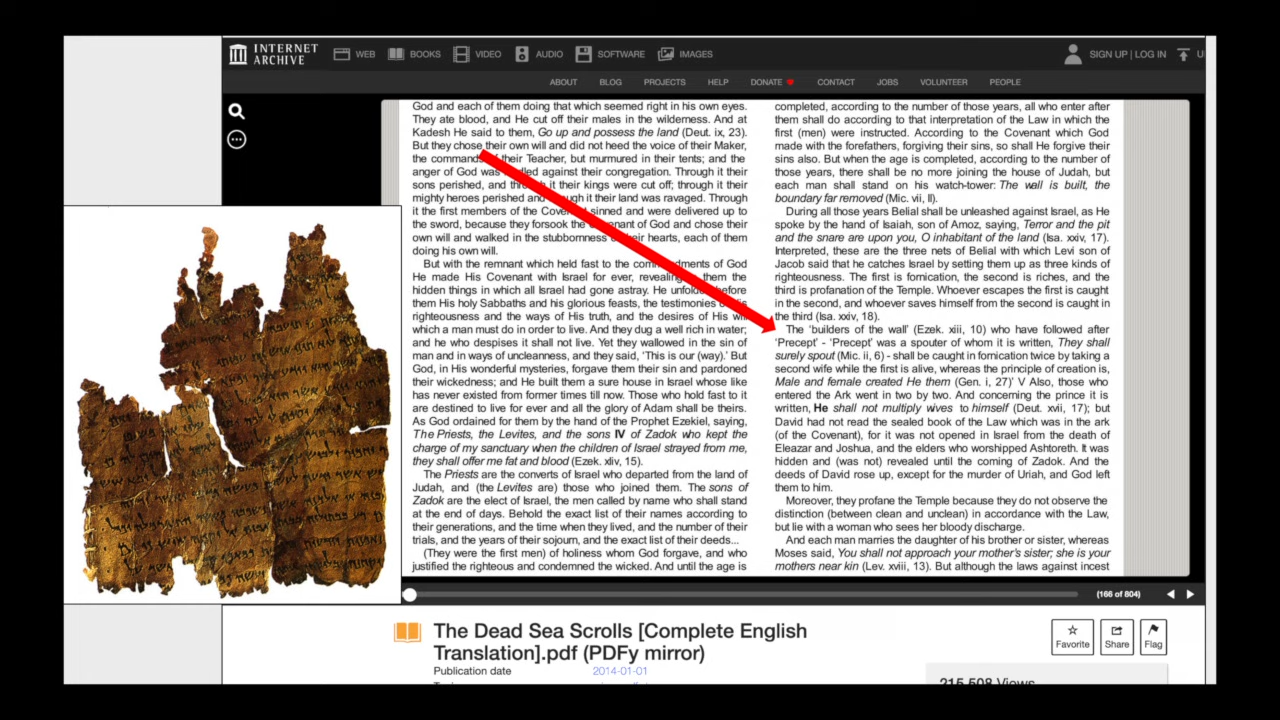 INTERNET
ARCHIVE
WEB
BOOKS
VIDEO
AUDIO
SOFTWARE
IMAGES
SIGN UP | LOG IN
ABOUT
BLOG
PROJECTS
HELP
DONATE
CONTACT
JOBS
VOLUNTEER
PEOPLE
God and each of them doing that which seemed right in his own eyes.
They ate blood, and He cut off their males in the wilderness. And at
Kadesh He said to them, Go up and possess the land (Deut. ix, 23).
But they chose their own will and did not heed the voice of their Maker,
the commands their Teacher, but murmured in their tents; and the
anger of God was against their congregation. Through it their
sons perished, and it their kings were cut off; through it their
mighty heroes perished and it their land was ravaged. Through
it the first members of the sinned and were delivered up to
the sword, because they forsook the of God and chose their
own will and walked in the stubbornness hearts, each of them
doing his own will.
But with the remnant which held fast to the of God
He made His Covenant with Israel for ever, them the
hidden things in which all Israel had gone astray. He before
them His holy Sabbaths and his glorious feasts, the testimonies
righteousness and the ways of His truth, and the desires of His
which a man must do in order to live. And they dug a well rich in water;
and he who despises it shall not live. Yet they wallowed in the sin of
man and in ways of uncleanness, and they said, 'This is our (way).' But
God, in His wonderful mysteries, forgave them their sin and pardoned
their wickedness; and He built them a sure house in Israel whose like
has never existed from former times till now. Those who hold fast to it
are destined to live for ever and all the glory of Adam shall be theirs.
As God ordained for them by the hand of the Prophet Ezekiel, saying,
The Priests, the Levites, and the sons IV of Zadok who kept the
charge of my sanctuary when the children of Israel strayed from me,
they shall offer me fat and blood (Ezek. xliv, 15).
The Priests are the converts of Israel who departed from the land of
Judah, and (the Levites are) those who joined them. The sons of
Zadok are the elect of Israel, the men called by name who shall stand
at the end of days. Behold the exact list of their names according to
their generations, and the time when they lived, and the number of their
trials, and the years of their sojourn, and the exact list of their deeds...
(They were the first men) of holiness whom God forgave, and who
justified the righteous and condemned the wicked. And until the age is
completed, according to the number of those years, all who enter after
them shall do according to that interpretation of the Law in which the
first (men) were instructed. According to the Covenant which God
made with the forefathers, forgiving their sins, so shall He forgive their
sins also. But when the age is completed, according to the number of
those years, there shall be no more joining the house of Judah, but
each man shall stand on his watch-tower: The wall is built, the
boundary far removed (Mic. vii, II).
During all those years Belial shall be unleashed against Israel, as He
spoke by the hand of Isaiah, son of Amoz, saying, Terror and the pit
and the snare are upon you, O inhabitant of the land (Isa. xxiv, 17).
Interpreted, these are the three nets of Belial with which Levi son of
Jacob said that he catches Israel by setting them up as three kinds of
righteousness. The first is fornication, the second is riches, and the
third is profanation of the Temple. Whoever escapes the first is caught
in the second, and whoever saves himself from the second is caught in
the third (Isa. xxiv, 18).
The 'builders of the wall' (Ezek. xiii, 10) who have followed after
'Precept' - 'Precept' was a spouter of whom it is written, They shall
surely spout (Mic. ii, 6) - shall be caught in fornication twice by taking a
second wife while the first is alive, whereas the principle of creation is,
Male and female created He them (Gen. i, 27)' V Also, those who
entered the Ark went in two by two. And concerning the prince it is
written, He shall not multiply wives to himself (Deut. xvii, 17); but
David had not read the sealed book of the Law which was in the ark
(of the Covenant), for it was not opened in Israel from the death of
Eleazar and Joshua, and the elders who worshipped Ashtoreth. It was
hidden and (was not) revealed until the coming of Zadok. And the
deeds of David rose up, except for the murder of Uriah, and God left
them to him.
Moreover, they profane the Temple because they do not observe the
distinction (between clean and unclean) in accordance with the Law,
but lie with a woman who sees her bloody discharge.
And each man marries the daughter of his brother or sister, whereas
Moses said, You shall not approach your mother's sister; she is your
mothers near kin (Lev. xviii, 13). But although the laws against incest
(166 of 804)
The Dead Sea Scrolls [Complete English
Translation].pdf (PDFy mirror)
Favorite
Share
Flag
Publication date
2014-01-01
215,508 Views